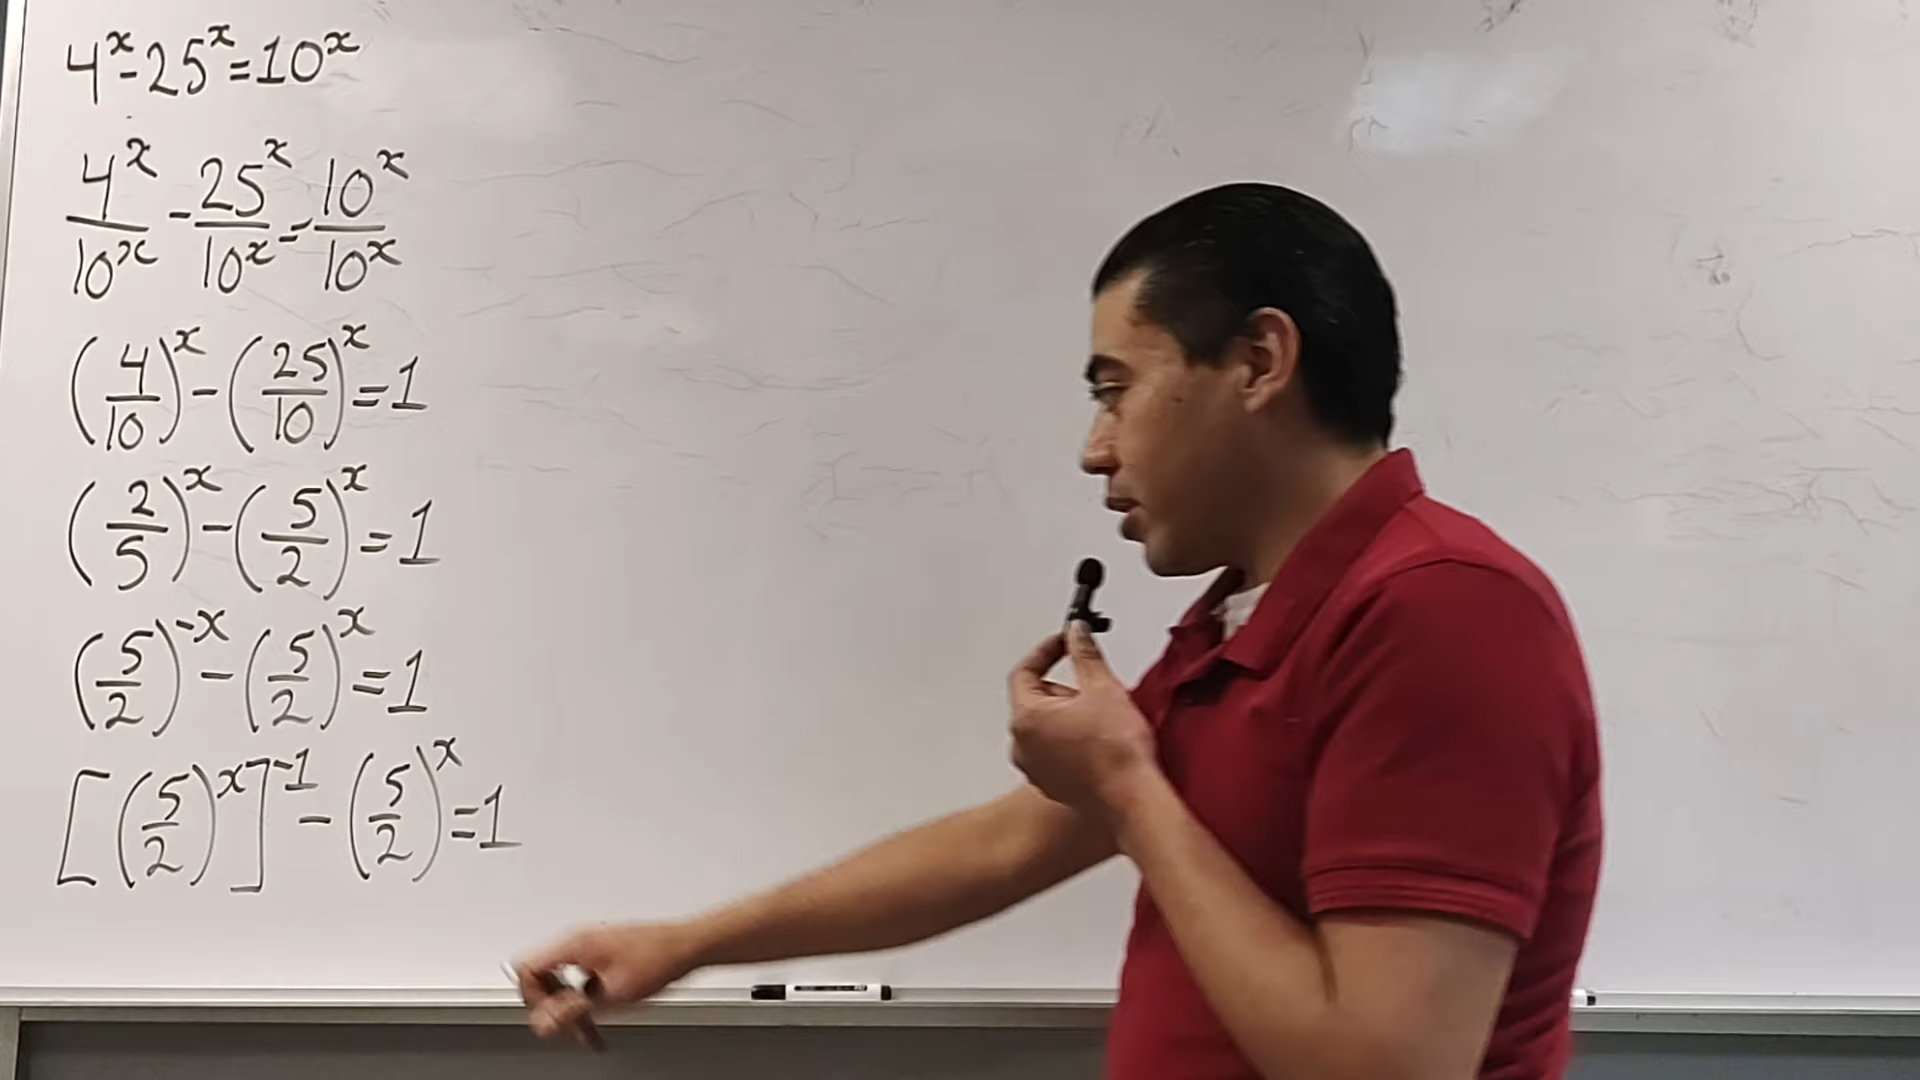 4^x - 25^x = 10^x
4^x/10^x - 25^x/10^x = 10^x/10^x
(4/10)^x - (25/10)^x = 1
(2/5)^x - (5/2)^x = 1
(5/2)^-x - (5/2)^x = 1
[(5/2)^x]^-1 - (5/2)^x = 1